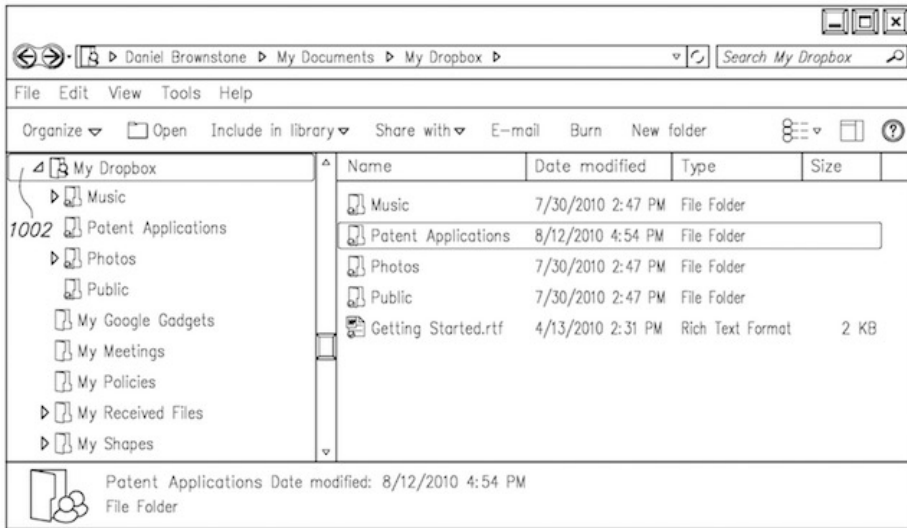 Daniel Brownstone My Documents My Dropbox Search My Dropbox
File Edit View Tools Help
Organize Open Include in library Share with E-mail Burn New folder
My Dropbox
Music
1002 Patent Applications
Photos
Public
My Google Gadgets
My Meetings
My Policies
My Received Files
My Shapes
Name Date modified Type Size
Music 7/30/2010 2:47 PM File Folder
Patent Applications 8/12/2010 4:54 PM File Folder
Photos 7/30/2010 2:47 PM File Folder
Public 7/30/2010 2:47 PM File Folder
Getting Started.rtf 4/13/2010 2:31 PM Rich Text Format 2 KB
Patent Applications Date modified: 8/12/2010 4:54 PM
File Folder